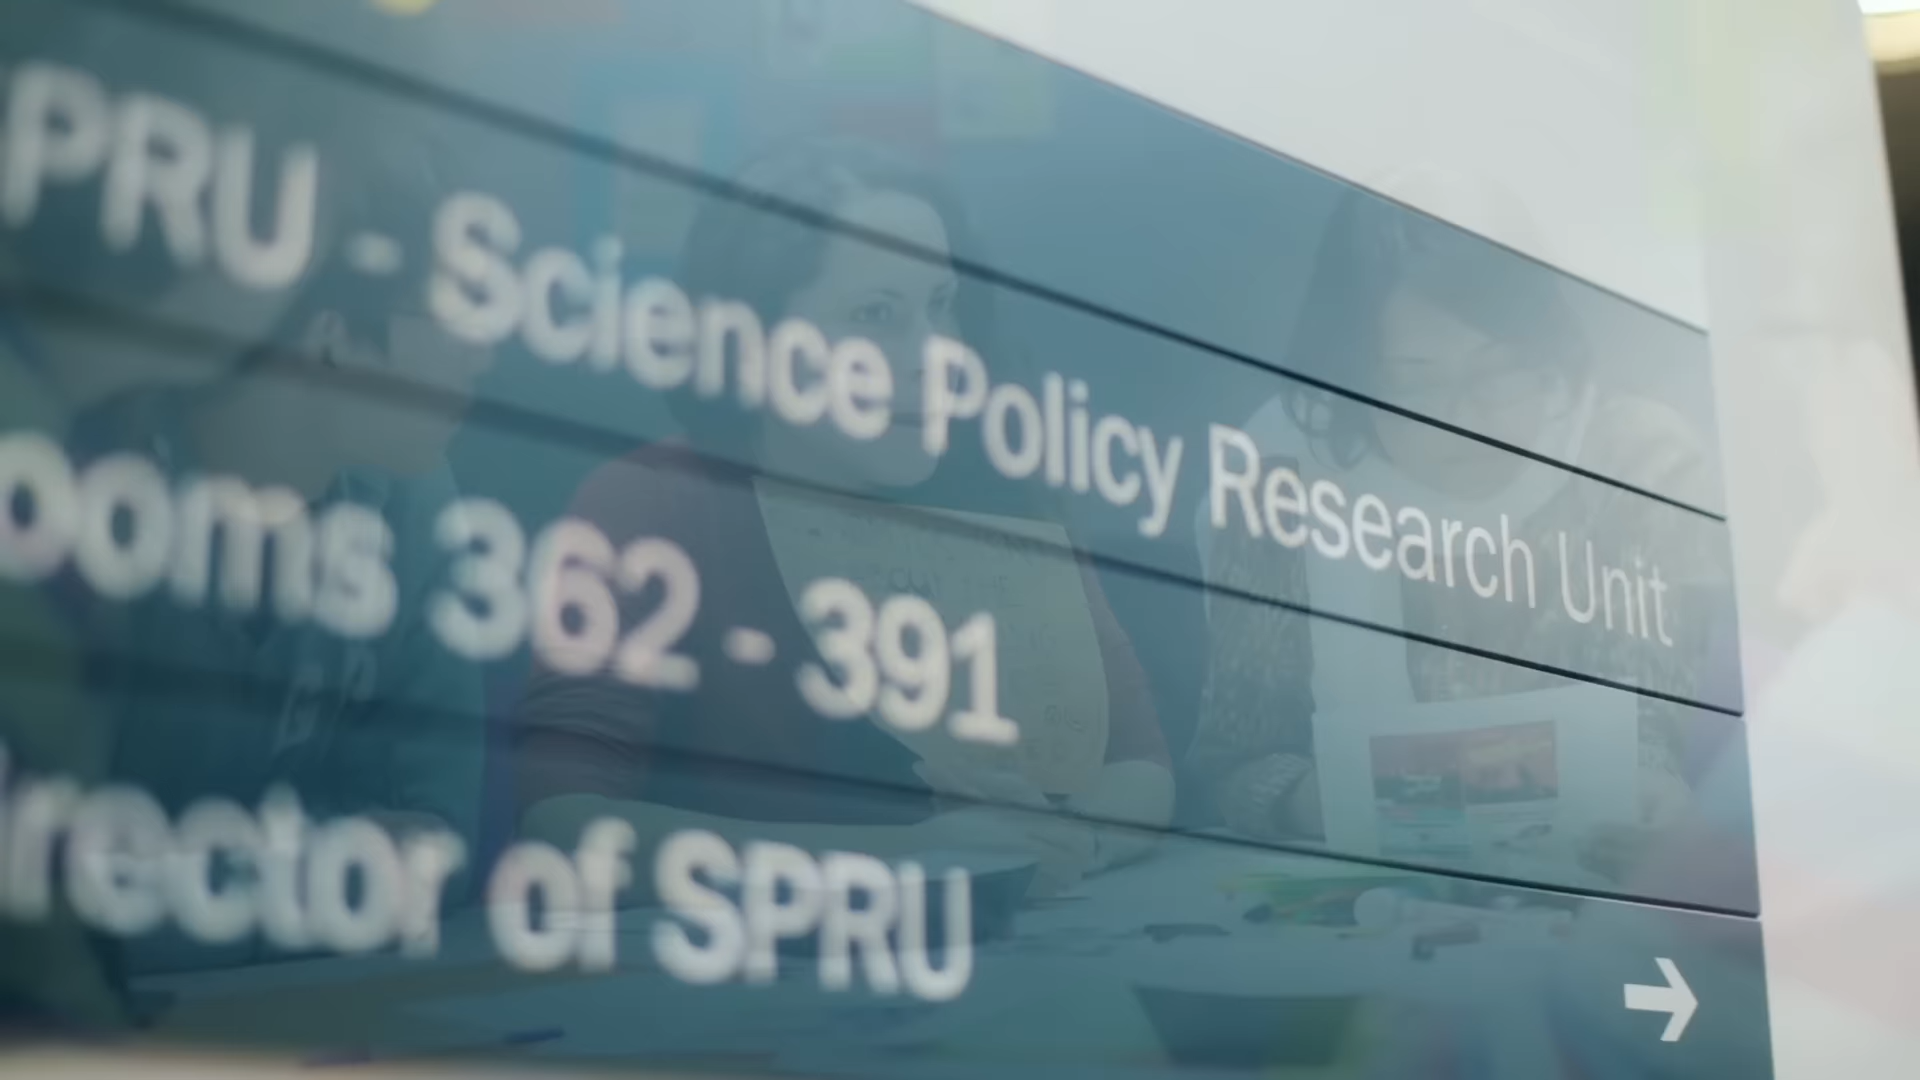 PRU - Science Policy Research Unit
ooms 362 - 391
irector of SPRU